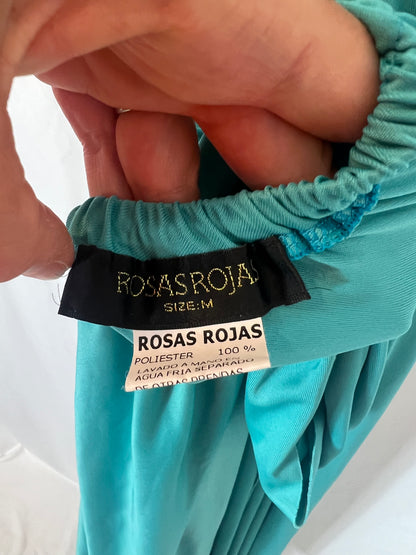 ROSAS ROJAS
SIZE: M
ROSAS ROJAS
POLIESTER 100 %
LAVADO A MANO EN
AGUA FRIA SEPARADO
DE OTRAS PRENDAS